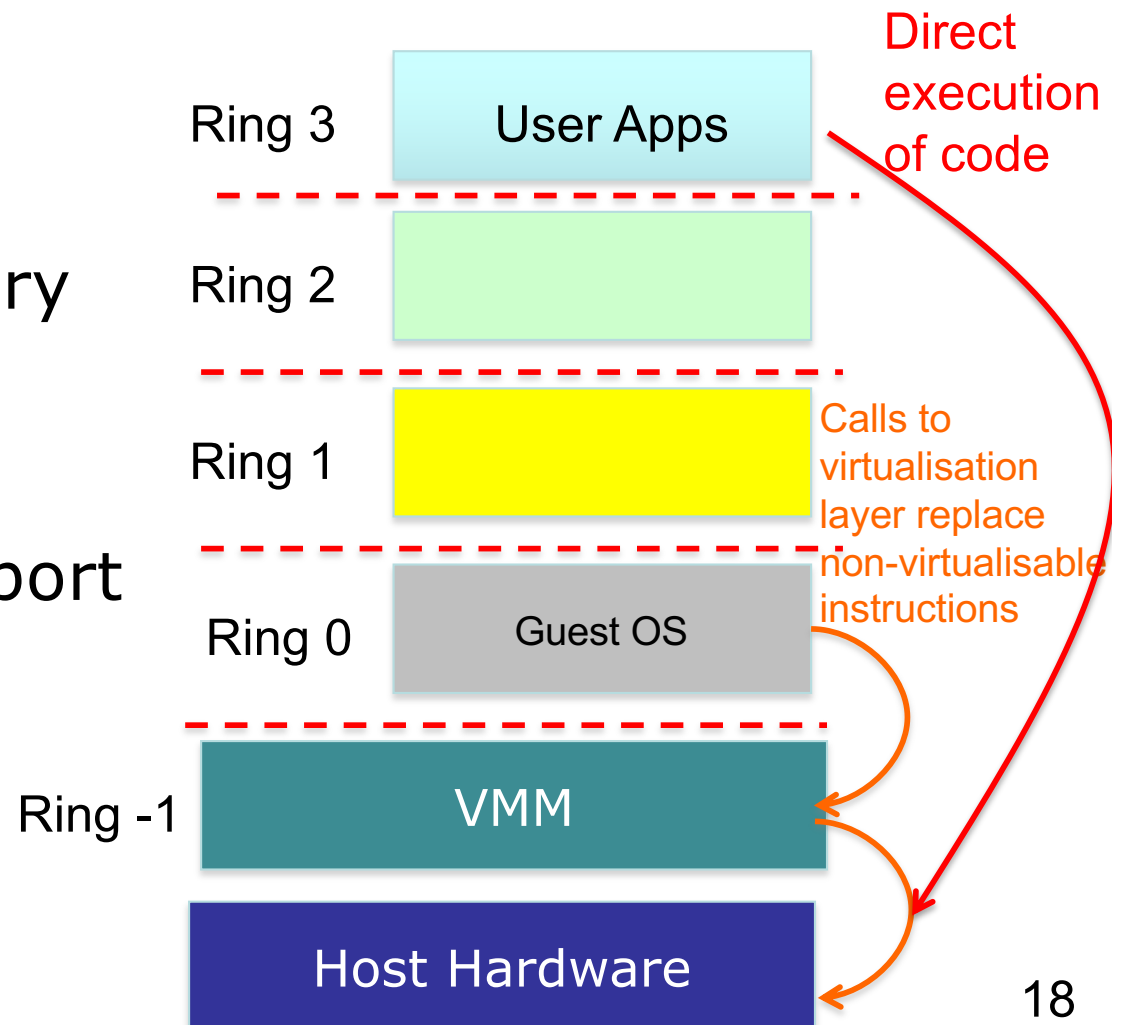 Direct
execution
of code
Ring 3
User Apps
ry
Ring 2
Calls to
virtualisation
layer replace
non-virtualisable
instructions
Ring 1
port
Ring 0
Guest OS
Ring -1
VMM
Host Hardware
18